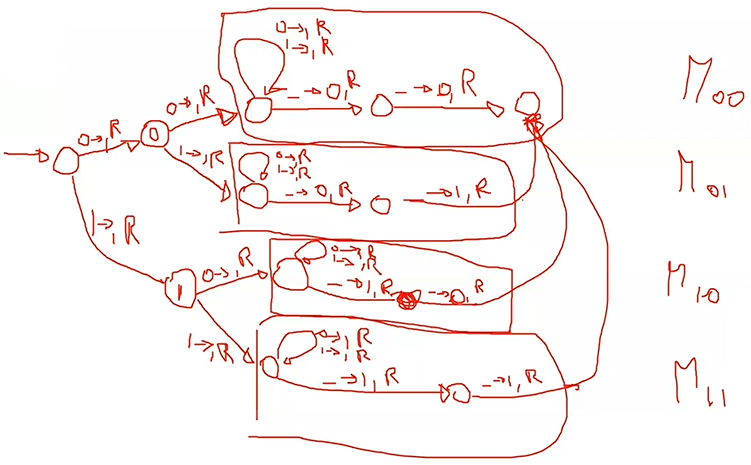 0→, R
1→, R
_→0, R
_→0, R
M00
0→, R
0→, R
0
1→, R
0→, R
1→, R
_→0, R
_→1, R
M01
1→, R
0→, R
1→, R
0→, R
1
_→1, R
_→0, R
M10
1→, R
→, R
1→, R
_→1, R
_→1, R
M11